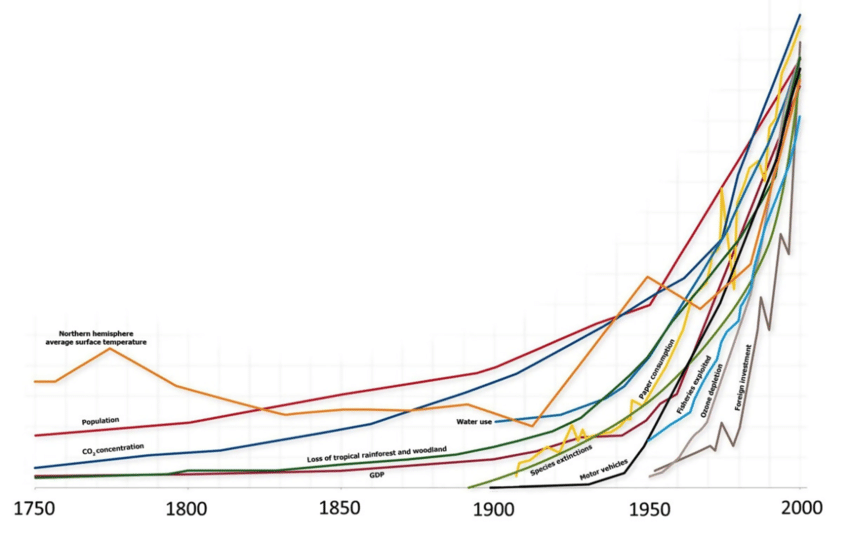 Northern hemisphere
average surface temperature
Population
CO₂ concentration
Water use
Loss of tropical rainforest and woodland
GDP
Species extinctions
Motor vehicles
Paper consumption
Fisheries exploited
Ozone depletion
Foreign investment
1750 1800 1850 1900 1950 2000